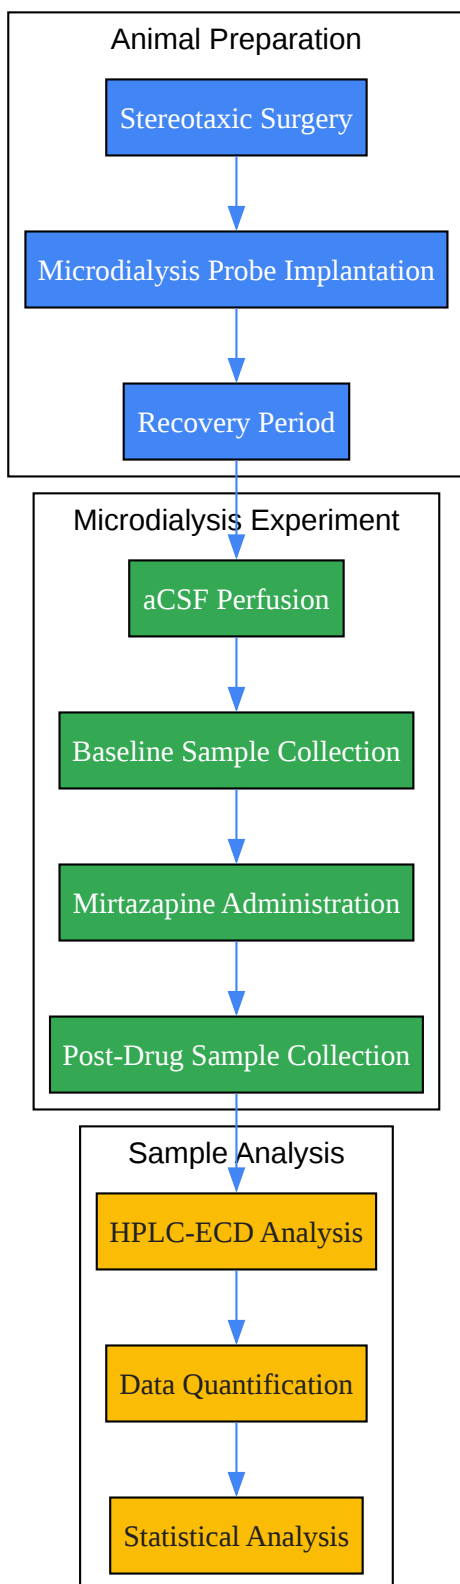 Animal Preparation
Stereotaxic Surgery
Microdialysis Probe Implantation
Recovery Period
Microdialysis Experiment
aCSF Perfusion
Baseline Sample Collection
Mirtazapine Administration
Post-Drug Sample Collection
Sample Analysis
HPLC-ECD Analysis
Data Quantification
Statistical Analysis